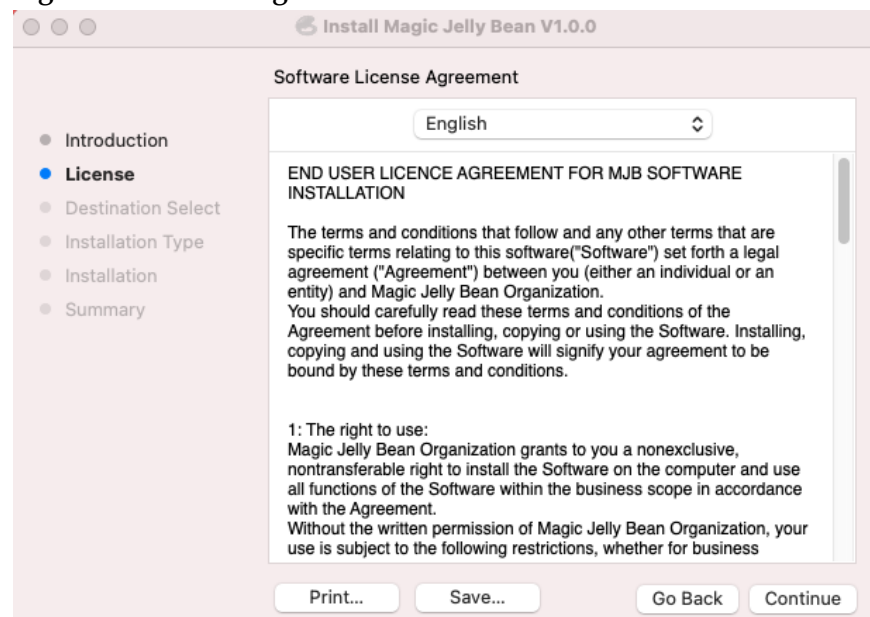 Install Magic Jelly Bean V1.0.0
Software License Agreement
Introduction
License
Destination Select
Installation Type
Installation
Summary
English
END USER LICENCE AGREEMENT FOR MJB SOFTWARE
INSTALLATION
The terms and conditions that follow and any other terms that are
specific terms relating to this software("Software") set forth a legal
agreement ("Agreement") between you (either an individual or an
entity) and Magic Jelly Bean Organization.
You should carefully read these terms and conditions of the
Agreement before installing, copying or using the Software. Installing,
copying and using the Software will signify your agreement to be
bound by these terms and conditions.
1: The right to use:
Magic Jelly Bean Organization grants to you a nonexclusive,
nontransferable right to install the Software on the computer and use
all functions of the Software within the business scope in accordance
with the Agreement.
Without the written permission of Magic Jelly Bean Organization, your
use is subject to the following restrictions, whether for business
Print...
Save...
Go Back
Continue